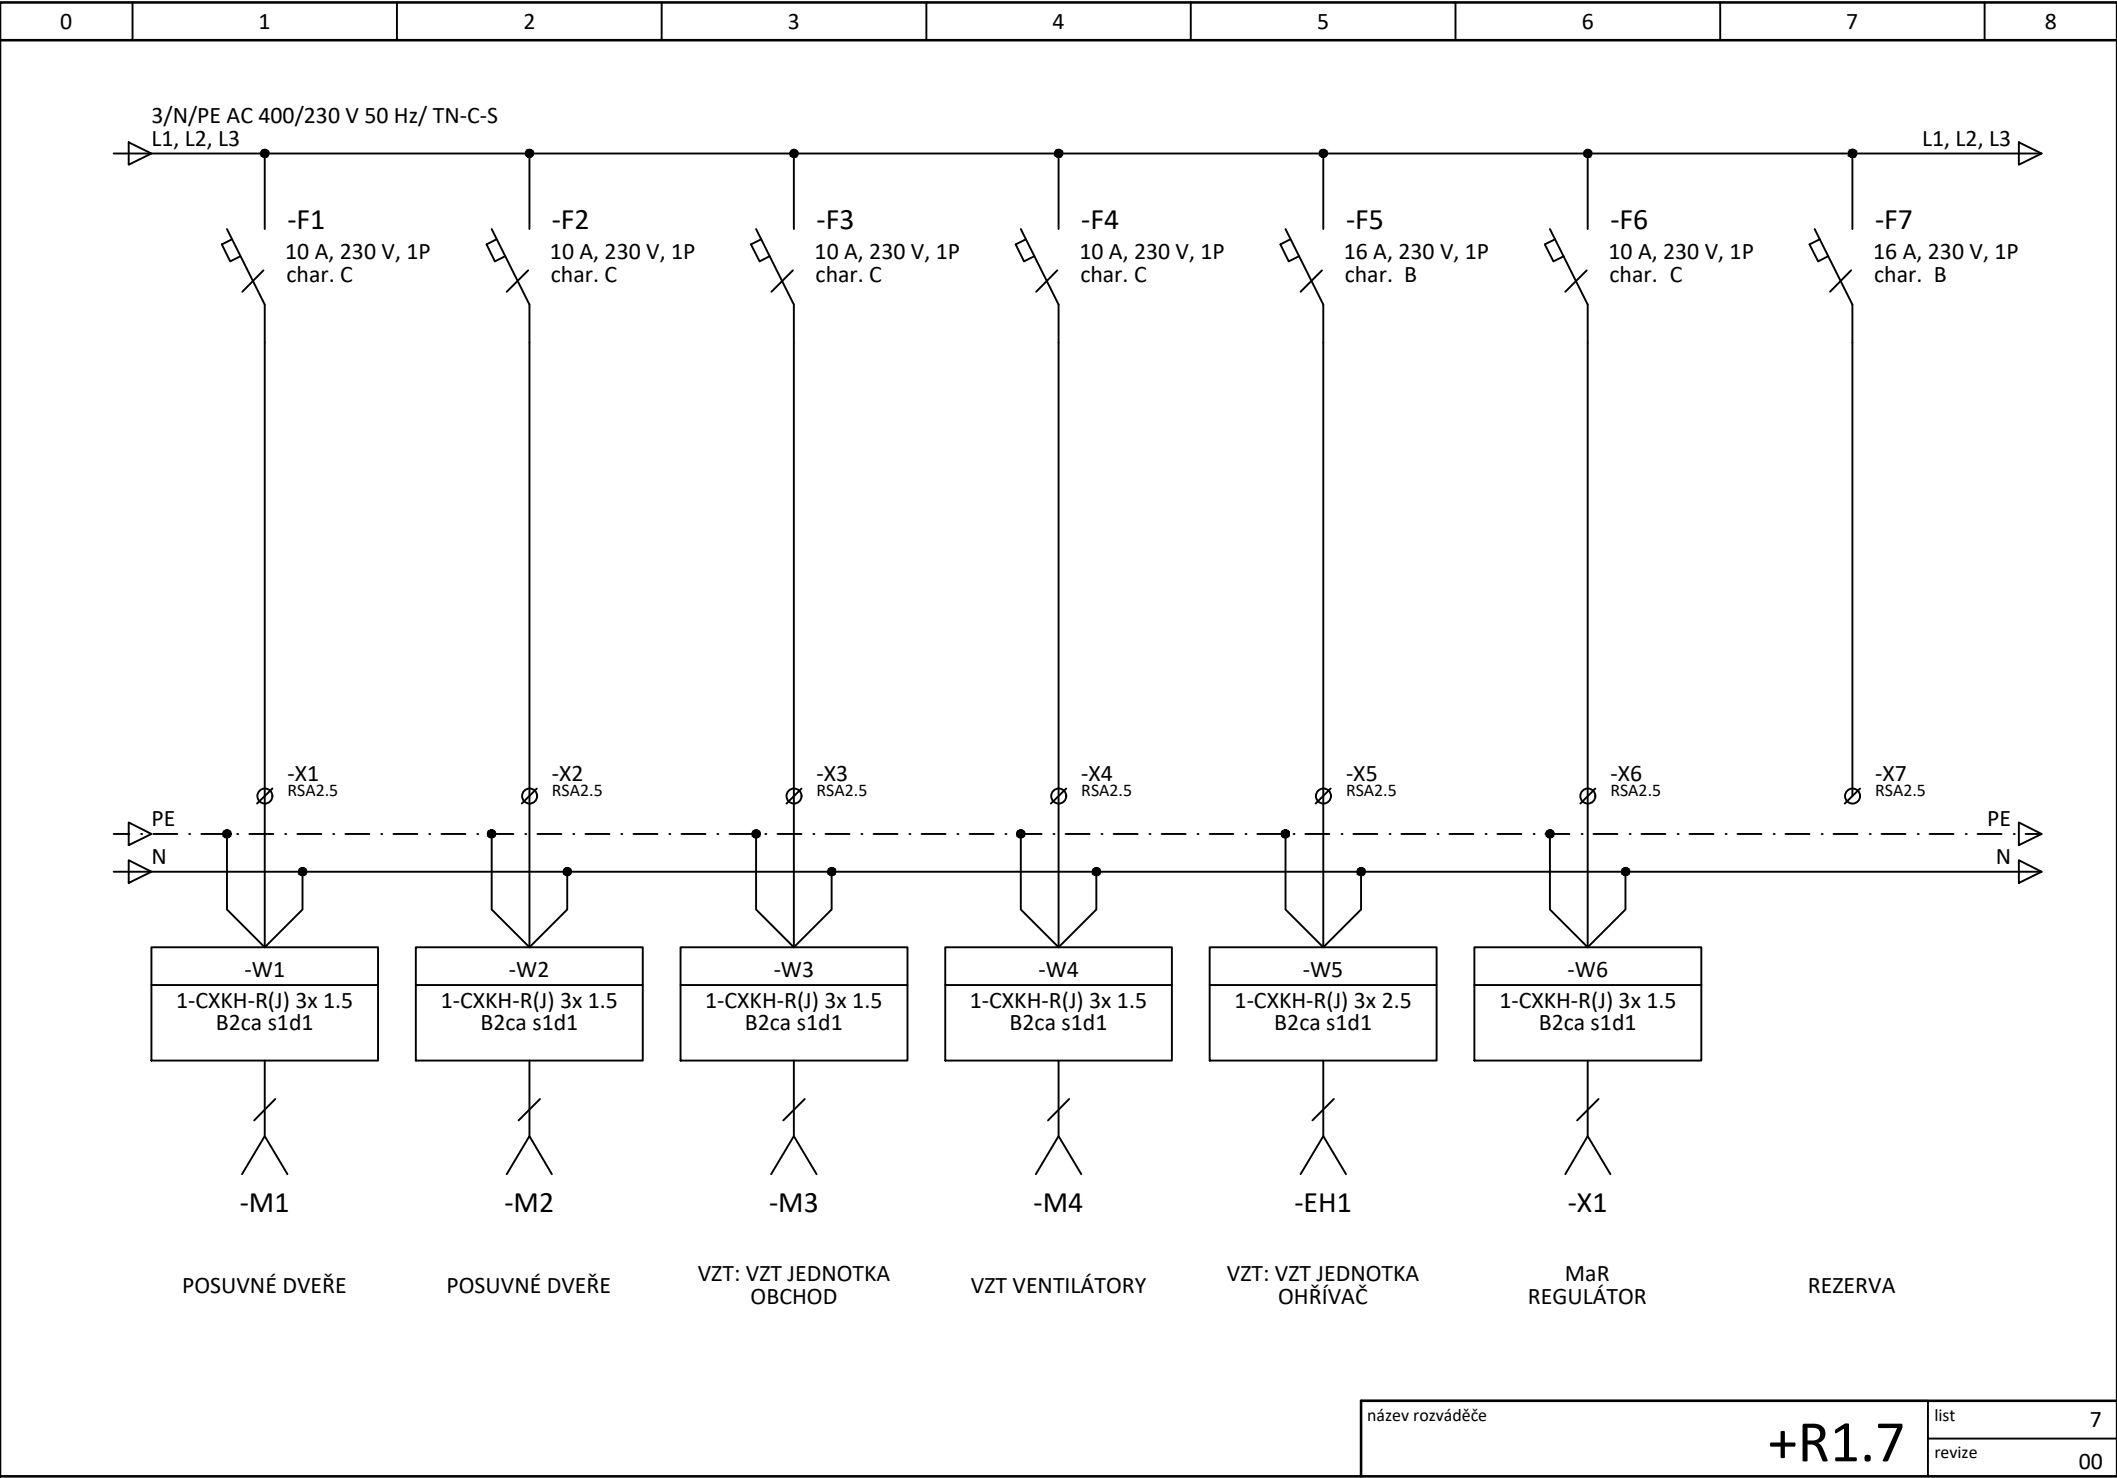 0 1 2 3 4 5 6 7 8
3/N/PE AC 400/230 V 50 Hz/ TN-C-S
L1, L2, L3
L1, L2, L3
-F1
10 A, 230 V, 1P
char. C
-F2
10 A, 230 V, 1P
char. C
-F3
10 A, 230 V, 1P
char. C
-F4
10 A, 230 V, 1P
char. C
-F5
16 A, 230 V, 1P
char. B
-F6
10 A, 230 V, 1P
char. C
-F7
16 A, 230 V, 1P
char. B
-X1
RSA2.5
-X2
RSA2.5
-X3
RSA2.5
-X4
RSA2.5
-X5
RSA2.5
-X6
RSA2.5
-X7
RSA2.5
PE
PE
N
N
-W1
1-CXKH-R(J) 3x 1.5
B2ca s1d1
-W2
1-CXKH-R(J) 3x 1.5
B2ca s1d1
-W3
1-CXKH-R(J) 3x 1.5
B2ca s1d1
-W4
1-CXKH-R(J) 3x 1.5
B2ca s1d1
-W5
1-CXKH-R(J) 3x 2.5
B2ca s1d1
-W6
1-CXKH-R(J) 3x 1.5
B2ca s1d1
-M1
-M2
-M3
-M4
-EH1
-X1
POSUVNÉ DVEŘE
POSUVNÉ DVEŘE
VZT: VZT JEDNOTKA
OBCHOD
VZT VENTILÁTORY
VZT: VZT JEDNOTKA
OHŘÍVAČ
MaR
REGULÁTOR
REZERVA
název rozváděče
+R1.7
list 7
revize 00